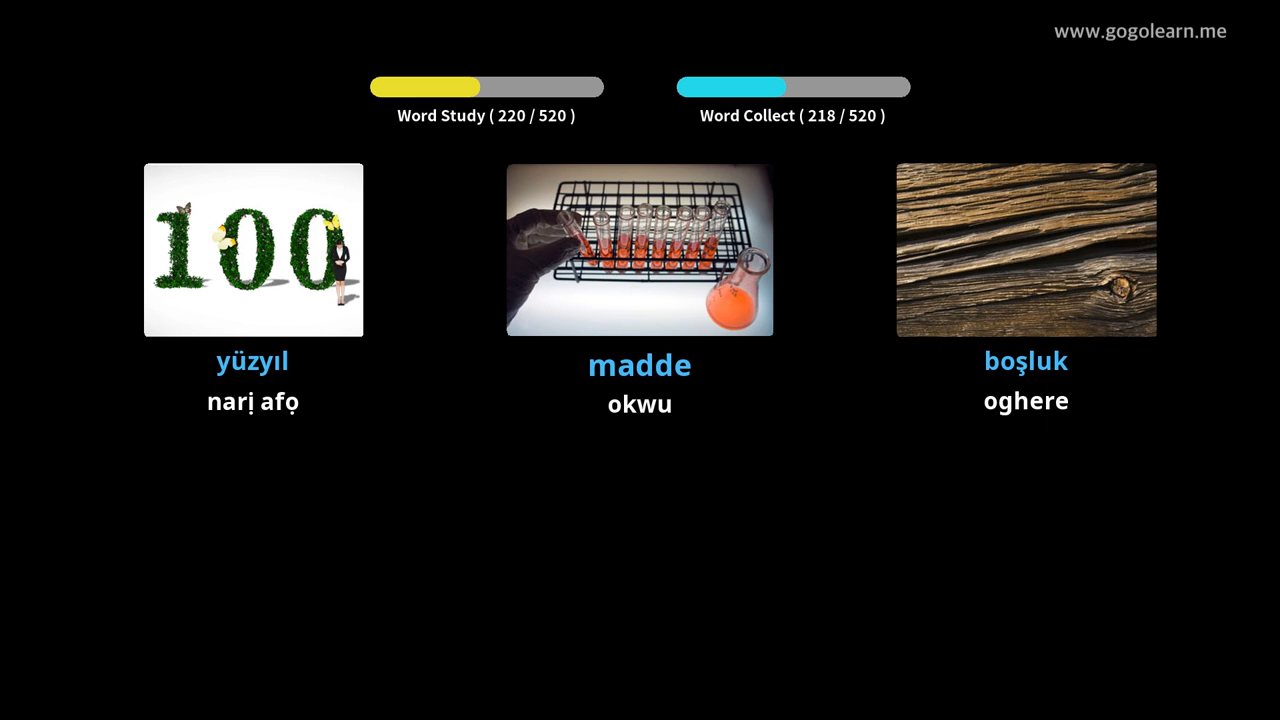 www.gogolearn.me
Word Study ( 220 / 520 )
Word Collect ( 218 / 520 )
100
yüzyıl
narị afọ
madde
okwu
boşluk
oghere